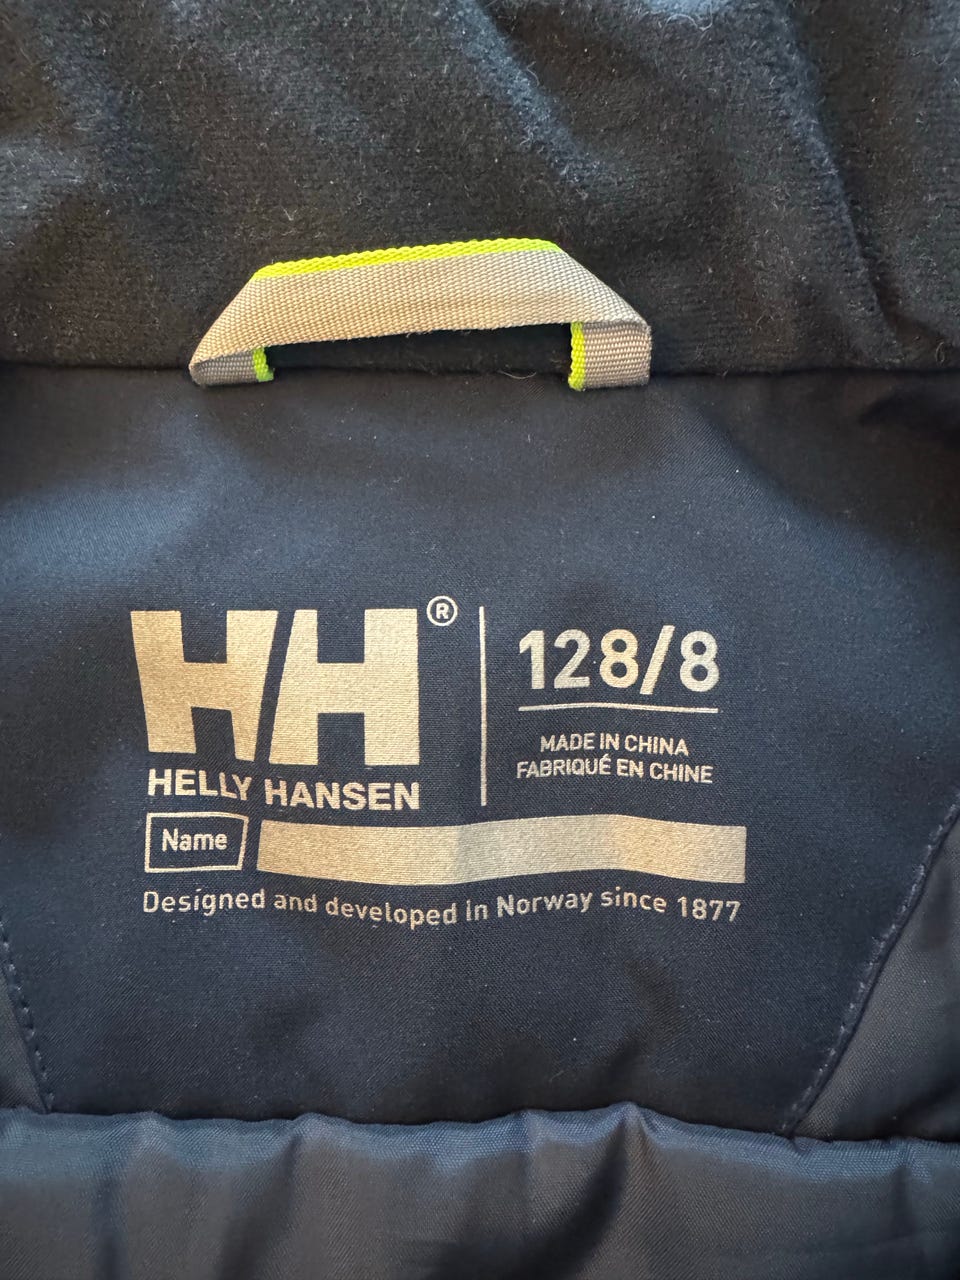 HH®
HELLY HANSEN
128/8
MADE IN CHINA
FABRIQUÉ EN CHINE
Name
Designed and developed in Norway since 1877